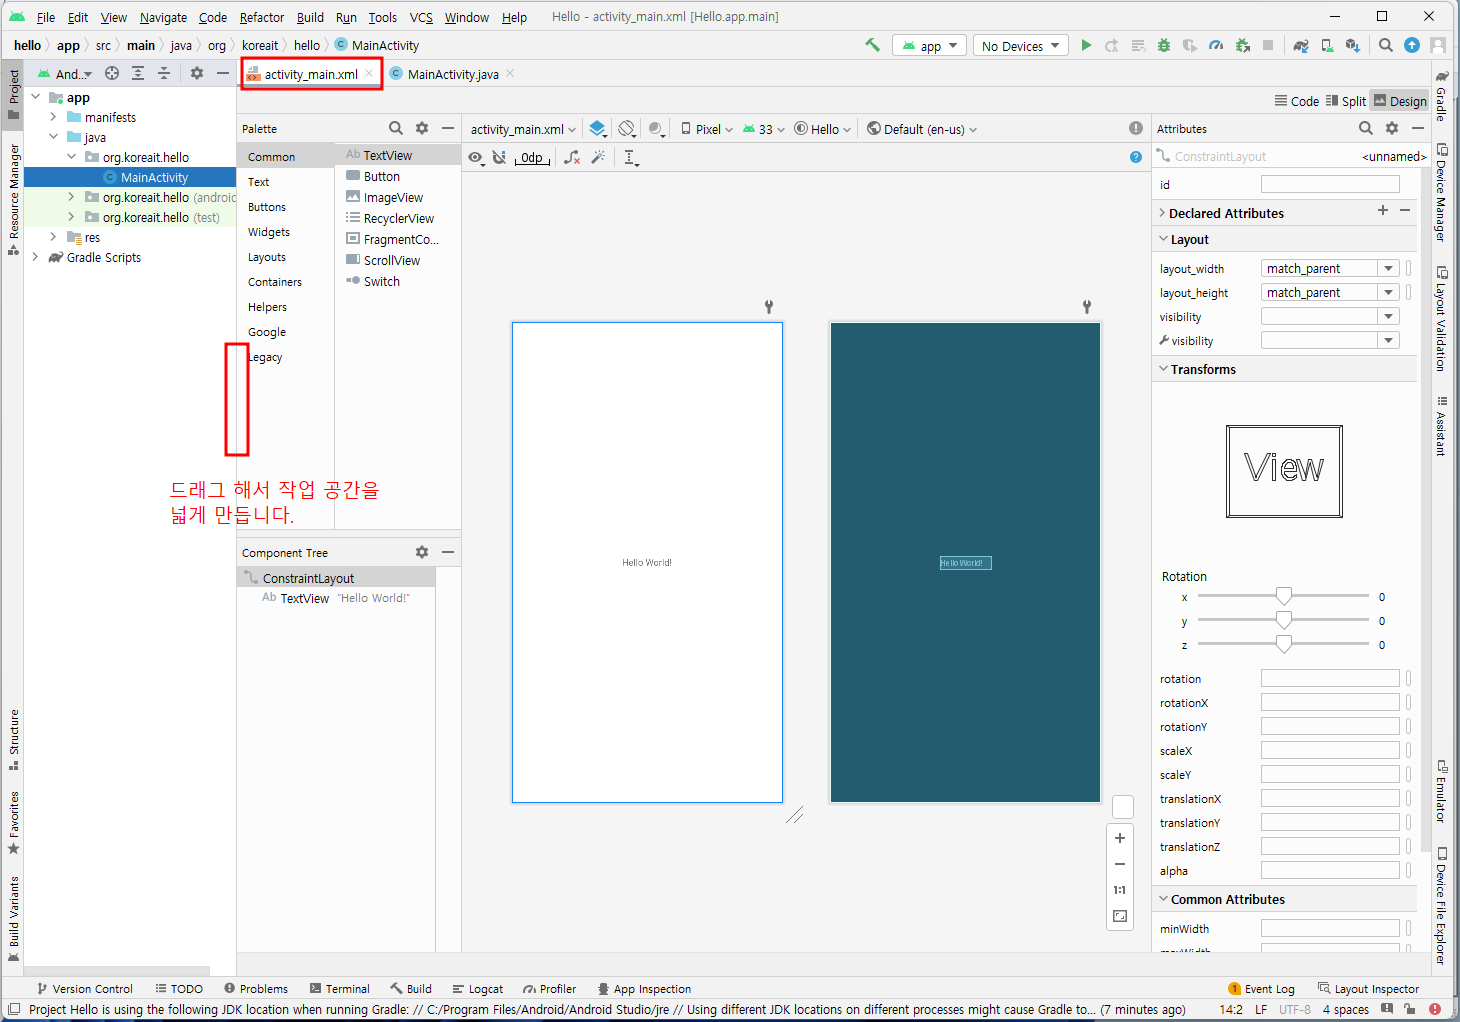 File Edit View Navigate Code Refactor Build Run Tools VCS Window Help Hello - activity_main.xml [Hello.app.main]
hello app src main java org koreait hello MainActivity app No Devices
And... activity_main.xml MainActivity.java
Code Split Design
Project
Resource Manager
Structure
Favorites
Build Variants
app
manifests
java
org.koreait.hello
MainActivity
org.koreait.hello (androic
org.koreait.hello (test)
res
Gradle Scripts
Palette
Common
Text
Buttons
Widgets
Layouts
Containers
Helpers
Google
Legacy
Ab TextView
Button
ImageView
RecyclerView
FragmentCo...
ScrollView
Switch
드래그 해서 작업 공간을
넓게 만듭니다.
Component Tree
ConstraintLayout
Ab TextView "Hello World!"
activity_main.xml Pixel 33 Hello Default (en-us)
0dp
Hello World!
Hello World!
1:1
Attributes
ConstraintLayout <unnamed>
id
Declared Attributes
Layout
layout_width match_parent
layout_height match_parent
visibility
visibility
Transforms
View
Rotation
x 0
y 0
z 0
rotation
rotationX
rotationY
scaleX
scaleY
translationX
translationY
translationZ
alpha
Common Attributes
minWidth
maxWidth
Gradle
Device Manager
Layout Validation
Assistant
Emulator
Device File Explorer
Version Control TODO Problems Terminal Build Logcat Profiler App Inspection 1 Event Log Layout Inspector
Project Hello is using the following JDK location when running Gradle: // C:/Program Files/Android/Android Studio/jre // Using different JDK locations on different processes might cause Gradle to... (7 minutes ago) 14:2 LF UTF-8 4 spaces